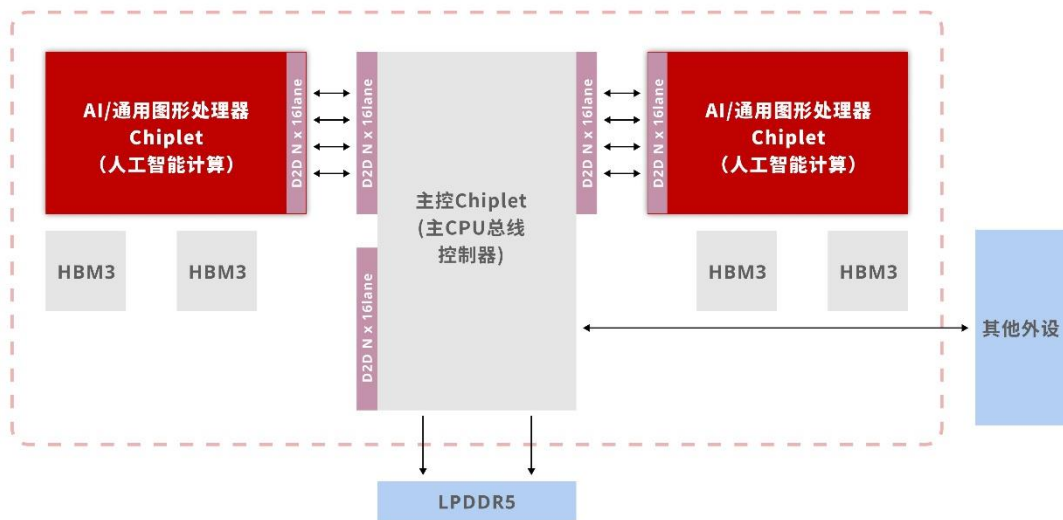 AI/通用图形处理器
Chiplet
（人工智能计算）
D2D N x 16lane
D2D N x 16lane
主控Chiplet
(主CPU总线
控制器)
D2D N x 16lane
D2D N x 16lane
AI/通用图形处理器
Chiplet
（人工智能计算）
HBM3
HBM3
D2D N x 16lane
HBM3
HBM3
其他外设
LPDDR5